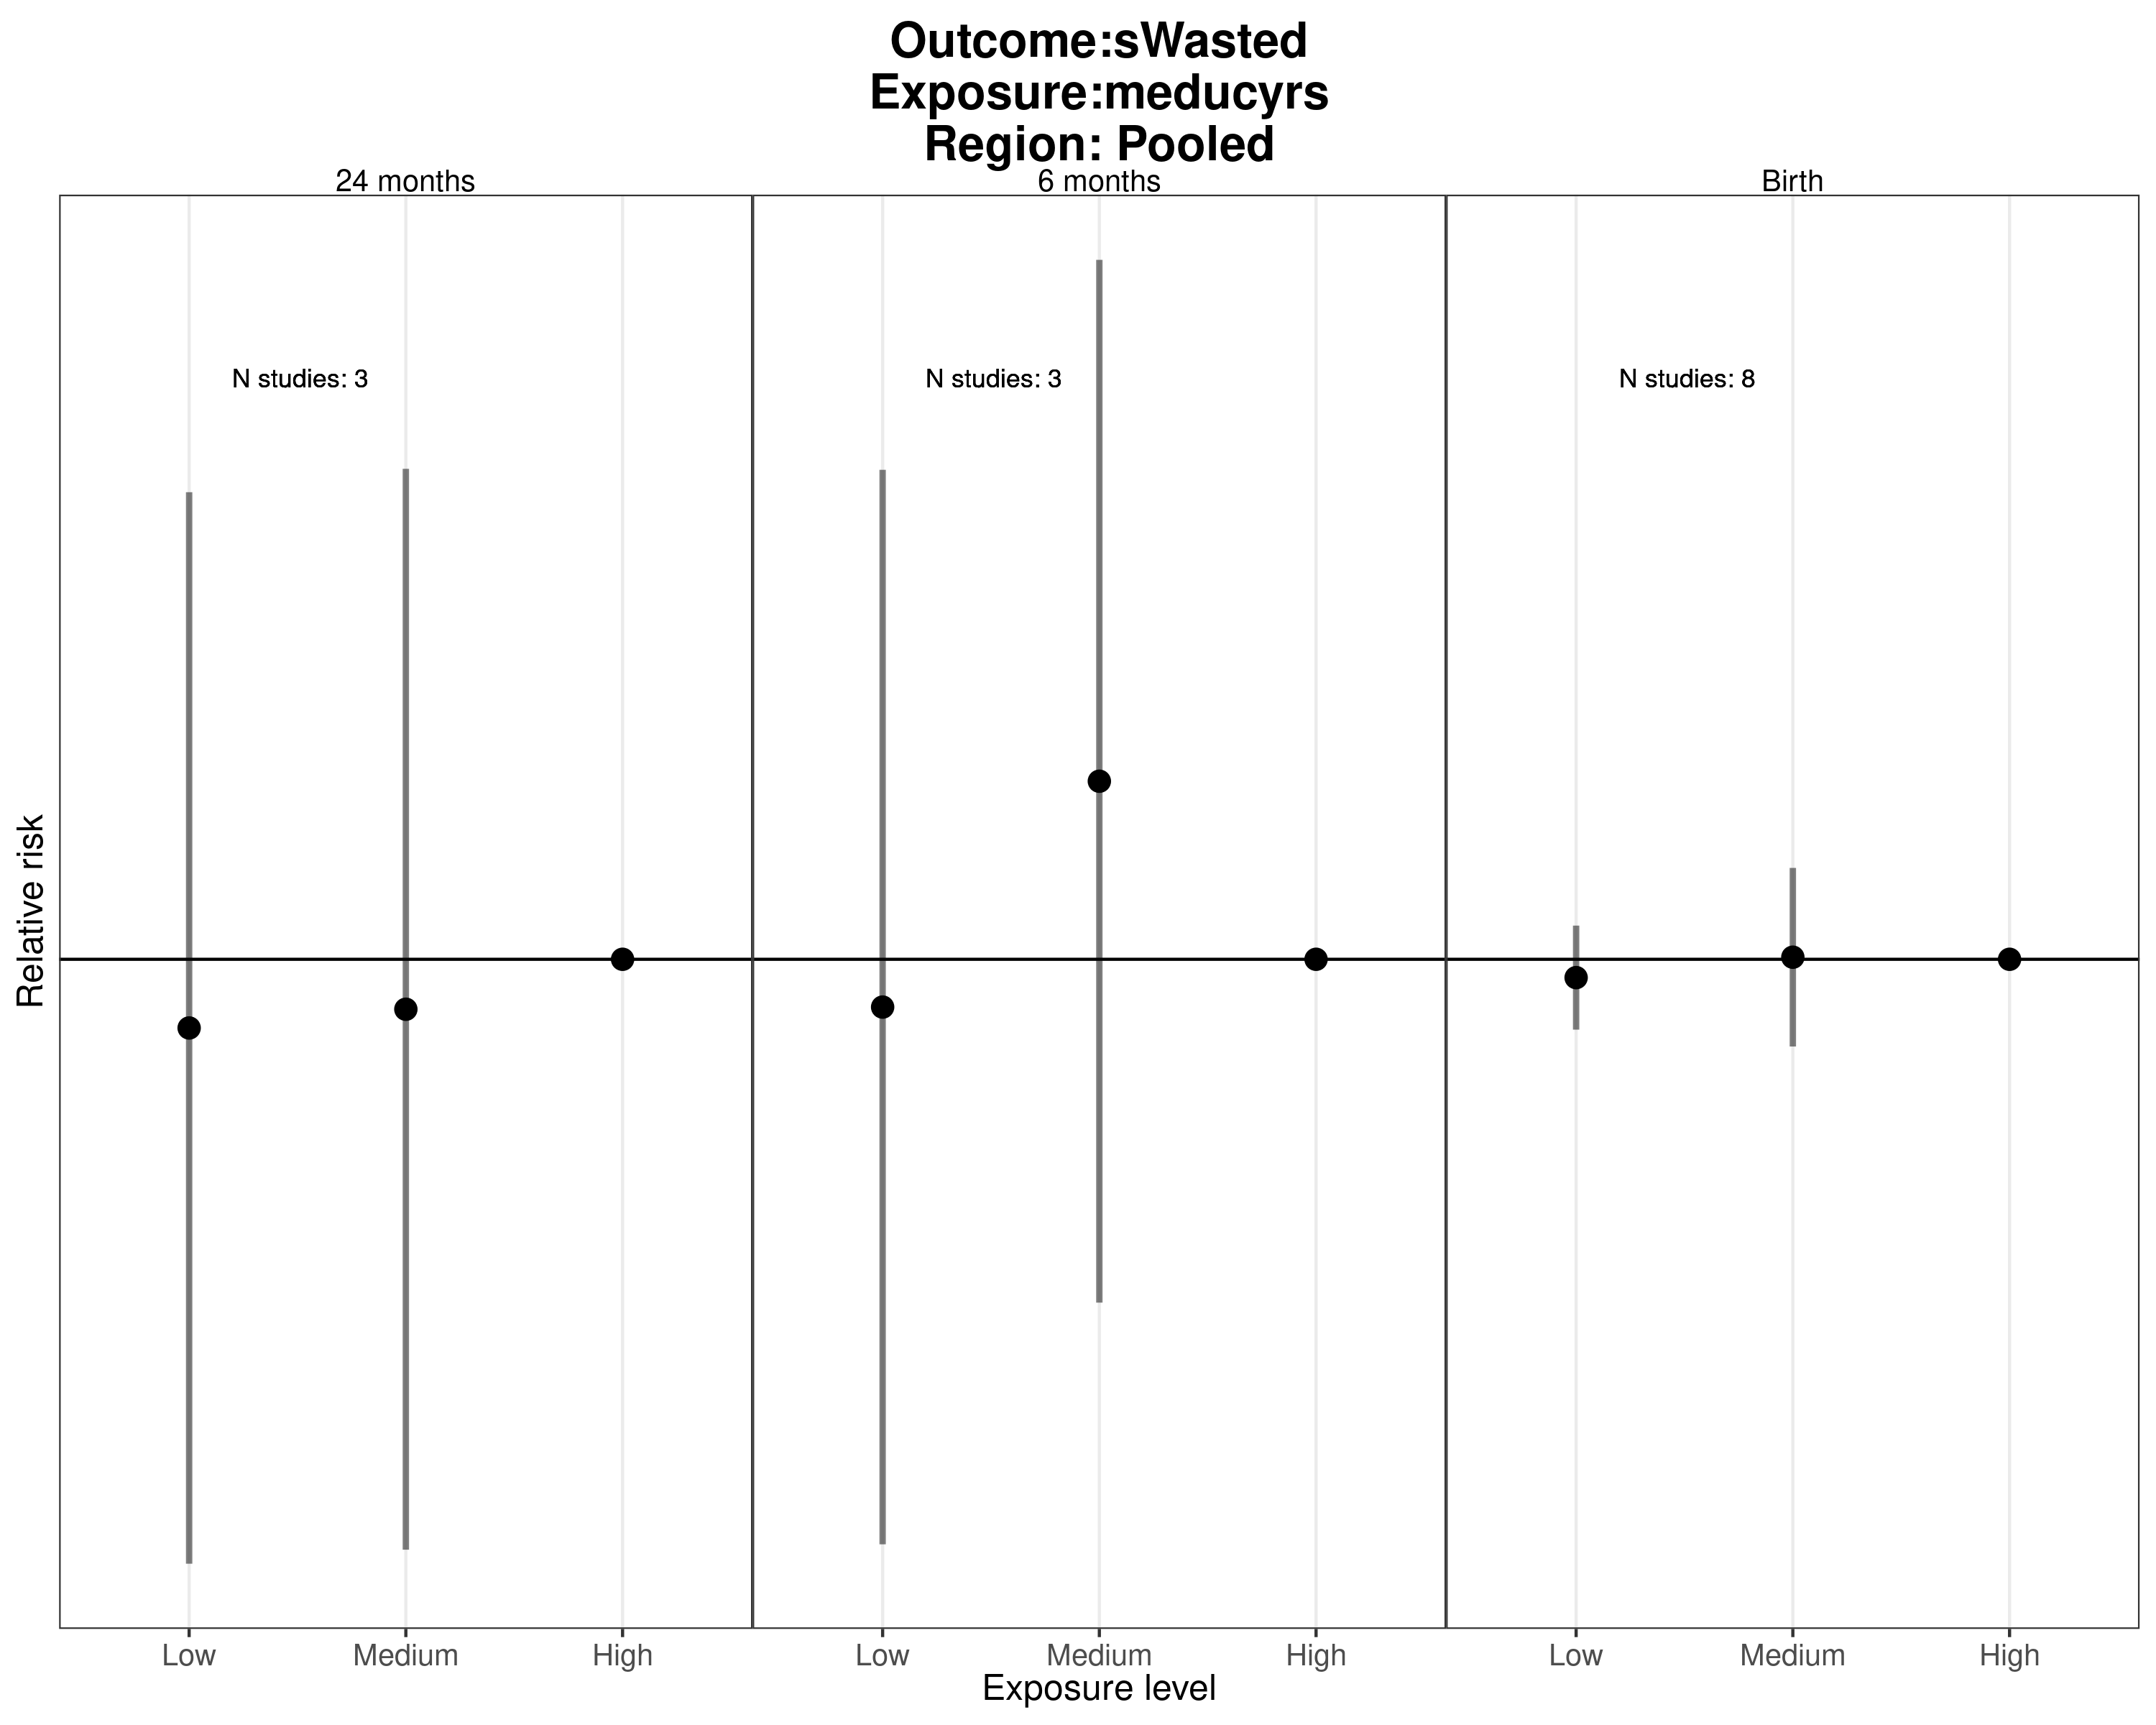 Outcome:sWasted
Exposure:meducyrs
Region: Pooled
24 months
6 months
Birth
N studies: 3
N studies: 3
N studies: 8
Relative risk
Low
Medium
High
Low
Medium
High
Low
Medium
High
Exposure level